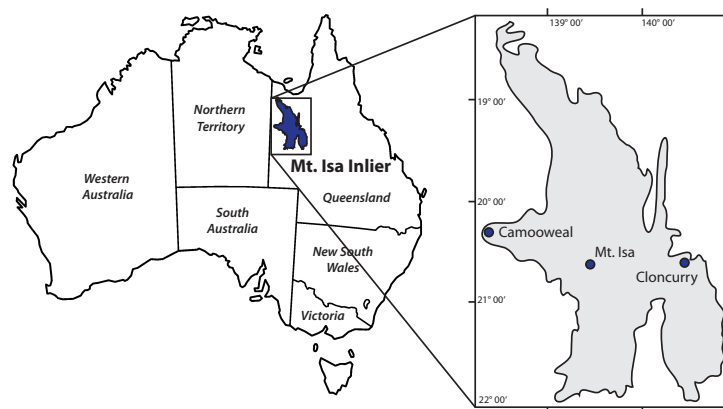 Northern
Territory
Western
Australia
South
Australia
Mt. Isa Inlier
Queensland
New South
Wales
Victoria
139° 00'
140° 00'
19° 00'
20° 00'
21° 00'
22° 00'
Camooweal
Mt. Isa
Cloncurry